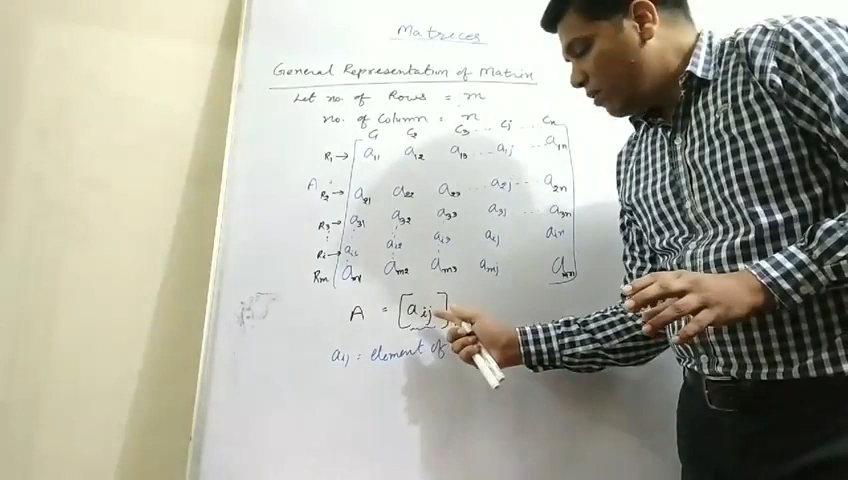 Matreces
General Representation of Matrix
Let no. of Rows = m
no. of Column = n
C1 C2 C3 ... Cj ... Cn
R1 → a11 a12 a13 ... a1j ... a1n
A R2 → a21 a22 a23 ... a2j ... a2n
R3 → a31 a32 a33 a3j ... a3n
Ri → ai1 ai2 ai3 aij ain
Rm am1 am2 am3 amj amn
A = [aij]
aij : element of